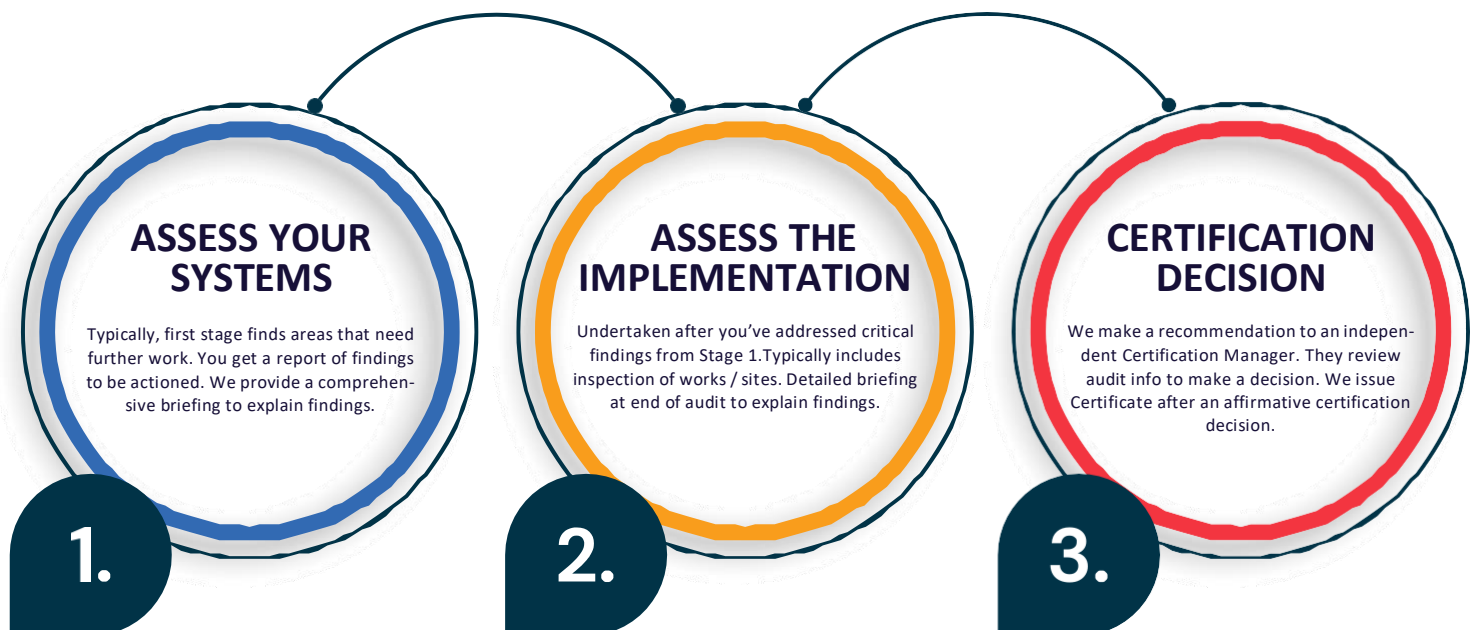 ASSESS YOUR
SYSTEMS
Typically, first stage finds areas that need
further work. You get a report of findings
to be actioned. We provide a comprehen-
sive briefing to explain findings.
1.
ASSESS THE
IMPLEMENTATION
Undertaken after you’ve addressed critical
findings from Stage 1.Typically includes
inspection of works / sites. Detailed briefing
at end of audit to explain findings.
2.
CERTIFICATION
DECISION
We make a recommendation to an indepen-
dent Certification Manager. They review
audit info to make a decision. We issue
Certificate after an affirmative certification
decision.
3.